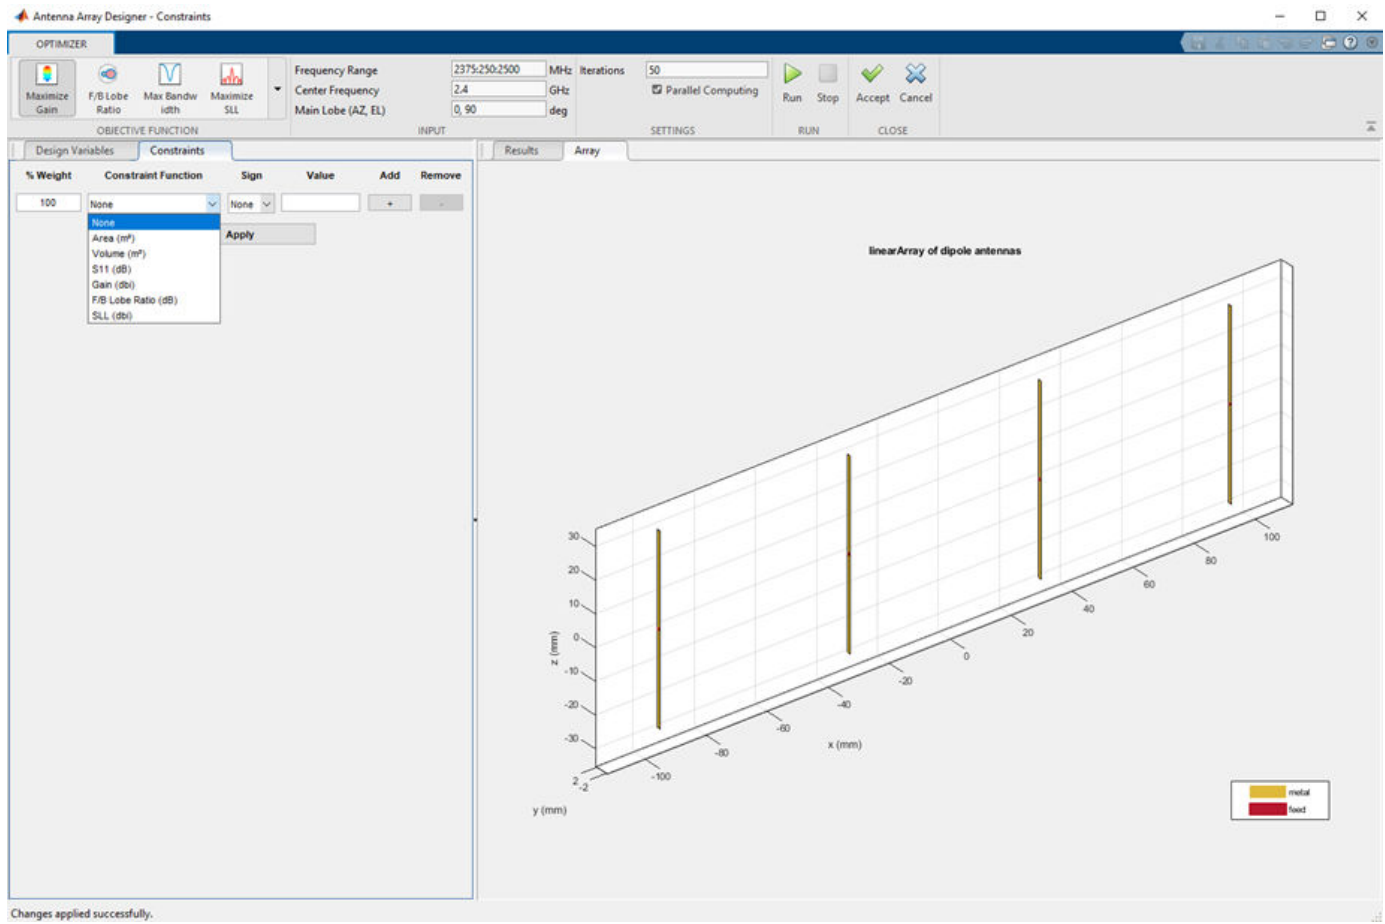 Antenna Array Designer - Constraints
OPTIMIZER
Maximize Gain
F/B Lobe Ratio
Max Bandw idth
Maximize SLL
OBJECTIVE FUNCTION
Frequency Range 2375:250:2500 MHz
Center Frequency 2.4 GHz
Main Lobe (AZ, EL) 0, 90 deg
INPUT
Iterations 50
Parallel Computing
SETTINGS
Run Stop
RUN
Accept Cancel
CLOSE
Design Variables Constraints
% Weight Constraint Function Sign Value Add Remove
100 None None + -
None
Area (m²)
Volume (m³)
S11 (dB)
Gain (dbi)
F/B Lobe Ratio (dB)
SLL (dbi)
Apply
Results Array
linearArray of dipole antennas
30
20
10
0
-10
-20
-30
z (mm)
2
-2
y (mm)
-100
-80
-60
-40
-20
0
20
40
60
80
100
x (mm)
metal
feed
Changes applied successfully.